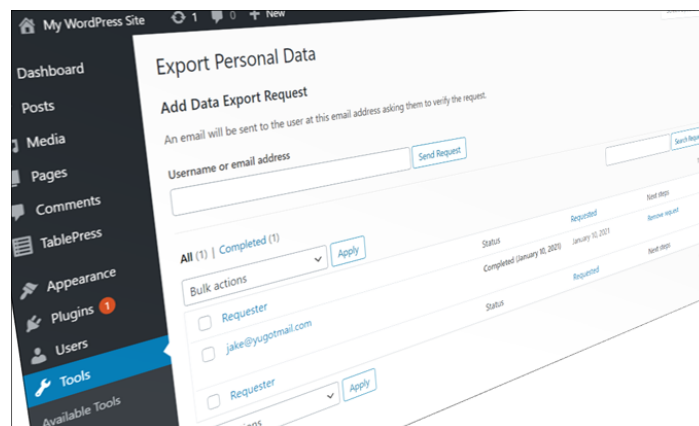 My WordPress Site 1 0 + New
Dashboard
Posts
Media
Pages
Comments
TablePress
Appearance
Plugins 1
Users
Tools
Available Tools
Export Personal Data
Add Data Export Request
An email will be sent to the user at this email address asking them to verify the request.
Username or email address
Send Request
All (1) | Completed (1)
Bulk actions
Apply
Requester Status Requested Next steps
jake@yugotmail.com Completed (January 10, 2021) January 10, 2021 Remove request
Requester Status Requested Next steps
Apply